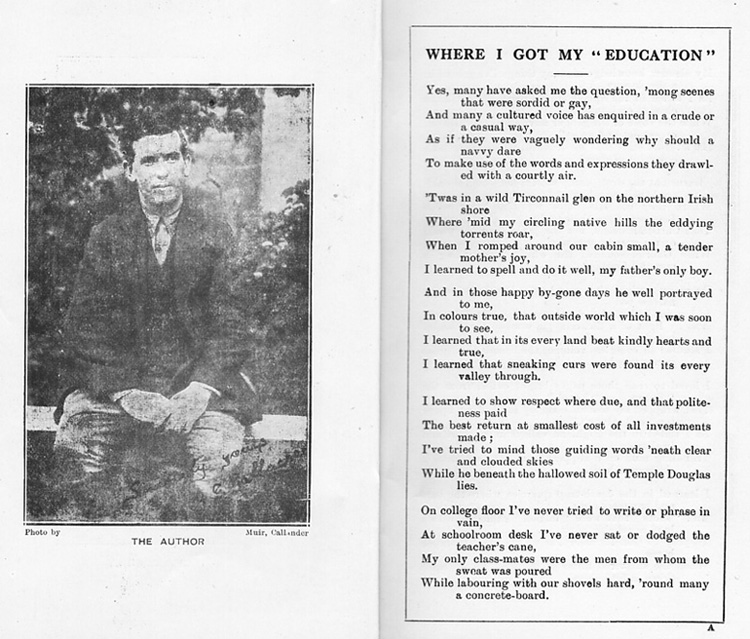 Sincerely yours
Photo by
Muir, Callander
THE AUTHOR
WHERE I GOT MY “EDUCATION”
Yes, many have asked me the question, 'mong scenes
that were sordid or gay,
And many a cultured voice has enquired in a crude or
a casual way,
As if they were vaguely wondering why should a
navvy dare
To make use of the words and expressions they drawl-
ed with a courtly air.
'Twas in a wild Tirconnail glen on the northern Irish
shore
Where 'mid my circling native hills the eddying
torrents roar,
When I romped around our cabin small, a tender
mother's joy,
I learned to spell and do it well, my father's only boy.
And in those happy by-gone days he well portrayed
to me,
In colours true, that outside world which I was soon
to see,
I learned that in its every land beat kindly hearts and
true,
I learned that sneaking curs were found its every
valley through.
I learned to show respect where due, and that polite-
ness paid
The best return at smallest cost of all investments
made ;
I've tried to mind those guiding words 'neath clear
and clouded skies
While he beneath the hallowed soil of Temple Douglas
lies.
On college floor I've never tried to write or phrase in
vain,
At schoolroom desk I've never sat or dodged the
teacher's cane,
My only class-mates were the men from whom the
sweat was poured
While labouring with our shovels hard, 'round many
a concrete-board.
A